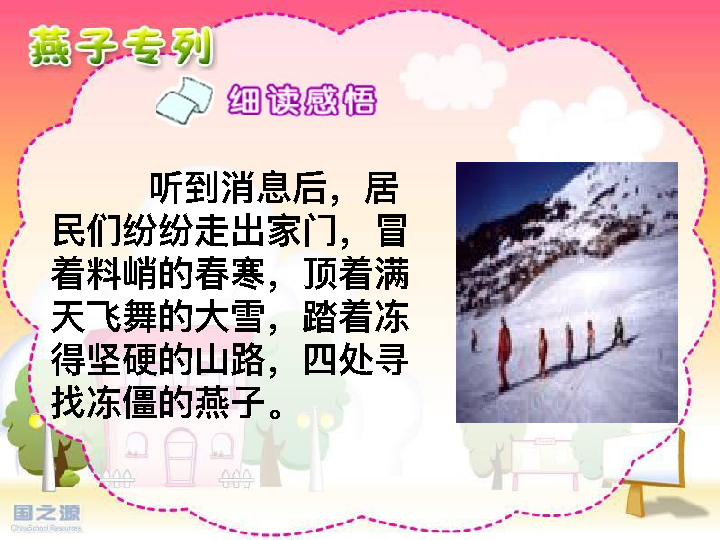 燕子专列
细读感悟
听到消息后，居
民们纷纷走出家门，冒
着料峭的春寒，顶着满
天飞舞的大雪，踏着冻
得坚硬的山路，四处寻
找冻僵的燕子。
国之源
ChinaSchool Resources